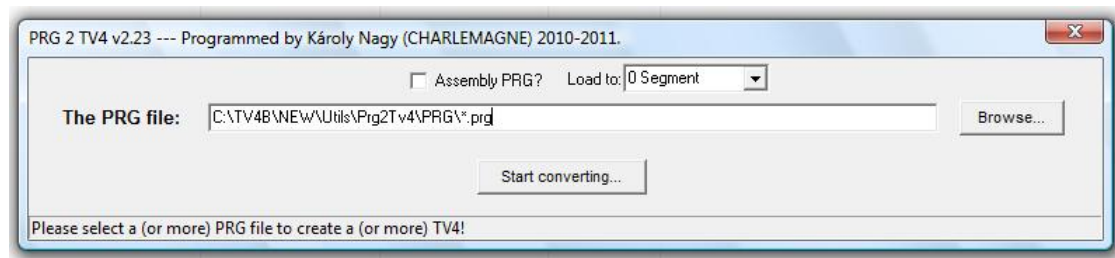 PRG 2 TV4 v2.23 --- Programmed by Károly Nagy (CHARLEMAGNE) 2010-2011.
Assembly PRG? Load to: 0 Segment
The PRG file: C:\TV4B\NEW\Utils\Prg2Tv4\PRG\*.prg Browse...
Start converting...
Please select a (or more) PRG file to create a (or more) TV4!